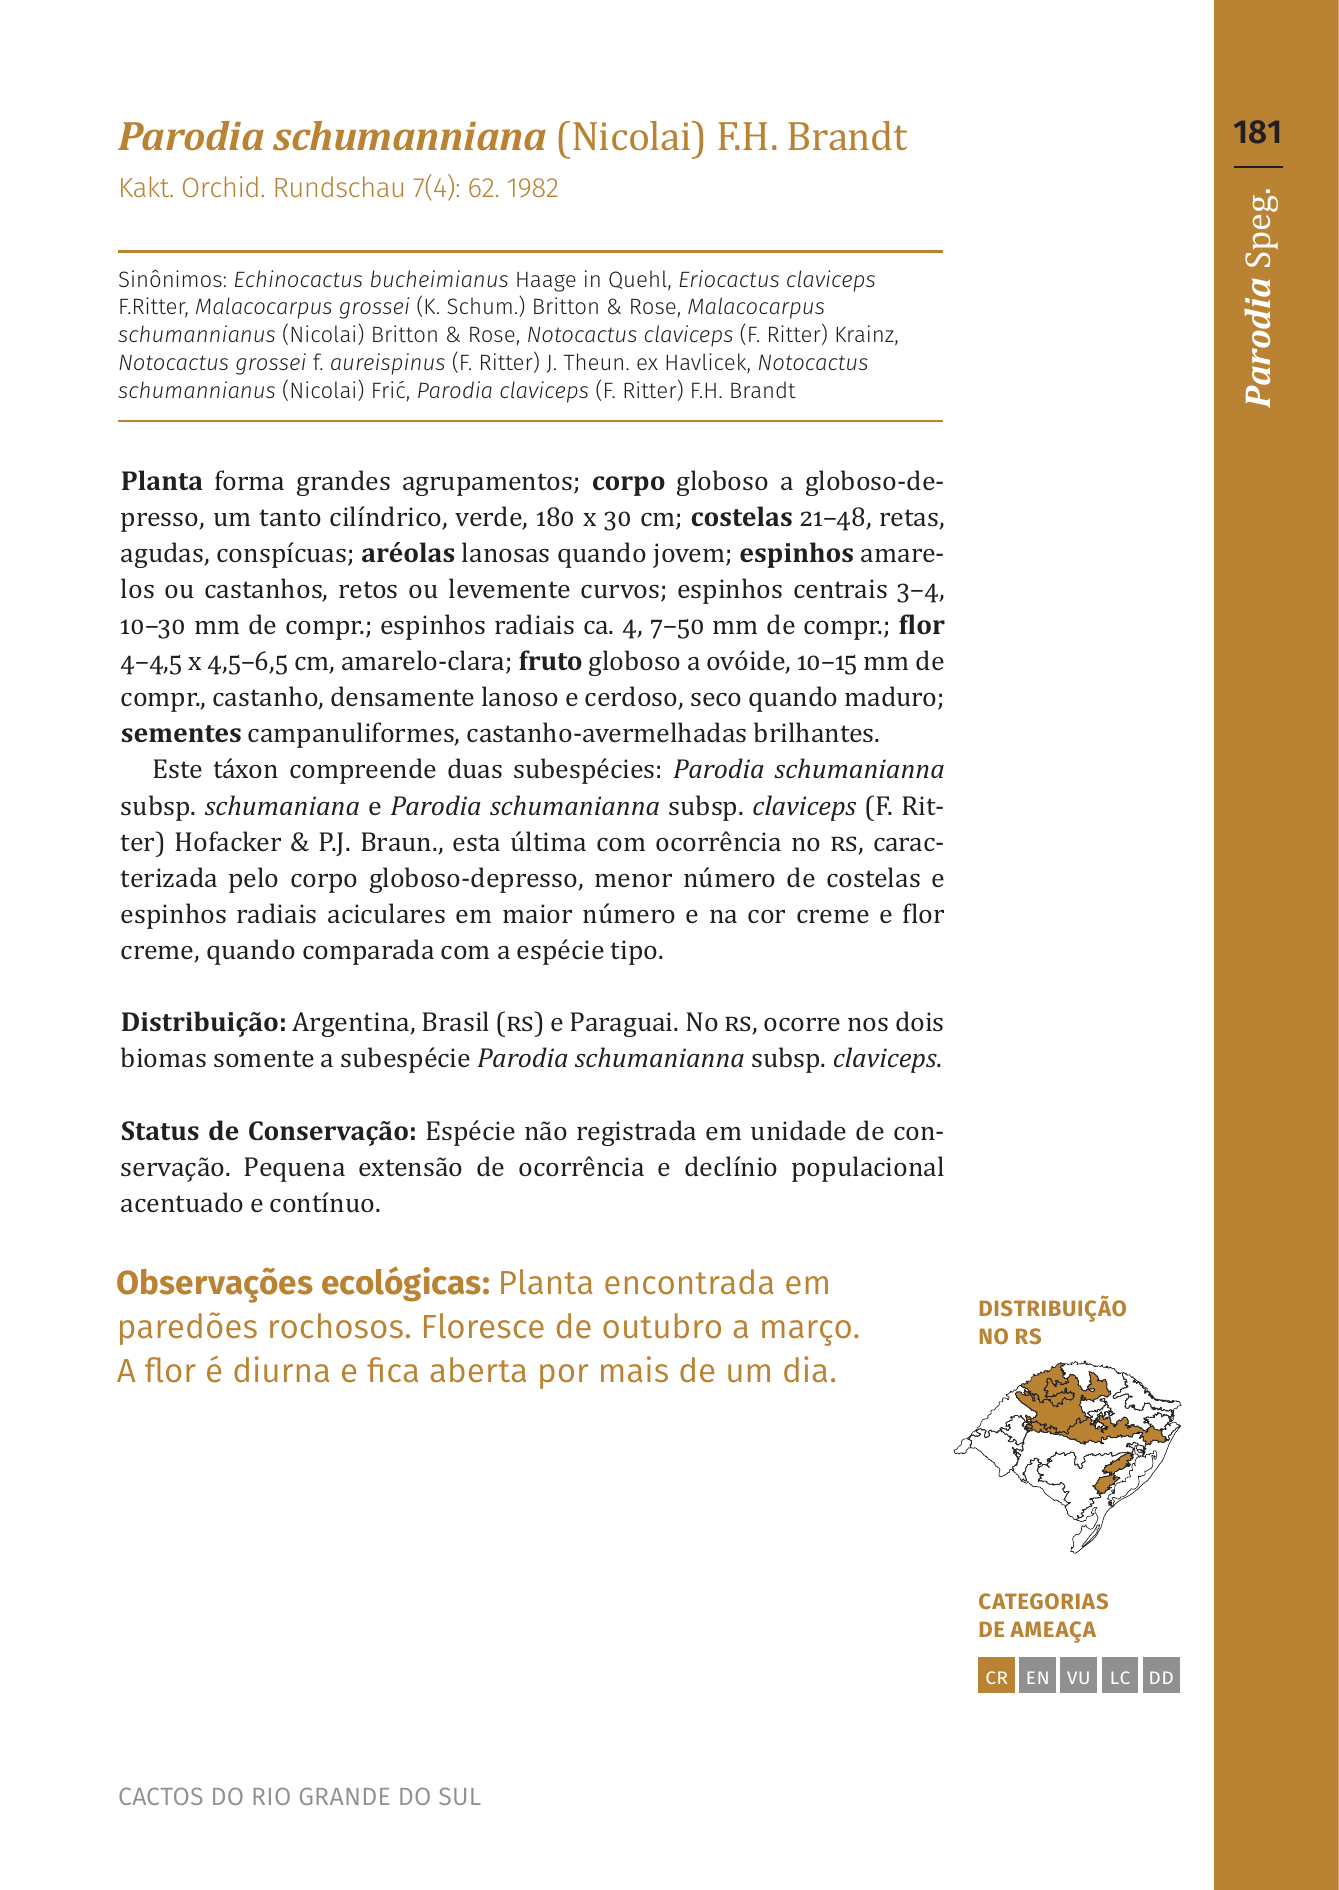 Parodia schumanniana (Nicolai) F.H. Brandt
Kakt. Orchid. Rundschau 7(4): 62. 1982
Sinônimos: Echinocactus bucheimianus Haage in Quehl, Eriocactus claviceps
F.Ritter, Malacocarpus grossei (K. Schum.) Britton & Rose, Malacocarpus
schumannianus (Nicolai) Britton & Rose, Notocactus claviceps (F. Ritter) Krainz,
Notocactus grossei f. aureispinus (F. Ritter) J. Theun. ex Havlicek, Notocactus
schumannianus (Nicolai) Frić, Parodia claviceps (F. Ritter) F.H. Brandt
Planta forma grandes agrupamentos; corpo globoso a globoso-de-
presso, um tanto cilíndrico, verde, 180 x 30 cm; costelas 21–48, retas,
agudas, conspícuas; aréolas lanosas quando jovem; espinhos amare-
los ou castanhos, retos ou levemente curvos; espinhos centrais 3–4,
10–30 mm de compr.; espinhos radiais ca. 4, 7–50 mm de compr.; flor
4–4,5 x 4,5–6,5 cm, amarelo-clara; fruto globoso a ovóide, 10–15 mm de
compr., castanho, densamente lanoso e cerdoso, seco quando maduro;
sementes campanuliformes, castanho-avermelhadas brilhantes.
Este táxon compreende duas subespécies: Parodia schumanianna
subsp. schumaniana e Parodia schumanianna subsp. claviceps (F. Rit-
ter) Hofacker & P.J. Braun., esta última com ocorrência no RS, carac-
terizada pelo corpo globoso-depresso, menor número de costelas e
espinhos radiais aciculares em maior número e na cor creme e flor
creme, quando comparada com a espécie tipo.
Distribuição: Argentina, Brasil (RS) e Paraguai. No RS, ocorre nos dois
biomas somente a subespécie Parodia schumanianna subsp. claviceps.
Status de Conservação: Espécie não registrada em unidade de con-
servação. Pequena extensão de ocorrência e declínio populacional
acentuado e contínuo.
Observações ecológicas: Planta encontrada em
paredões rochosos. Floresce de outubro a março.
A flor é diurna e fica aberta por mais de um dia.
DISTRIBUIÇÃO
NO RS
CATEGORIAS
DE AMEAÇA
CR EN VU LC DD
CACTOS DO RIO GRANDE DO SUL
181
Parodia Speg.